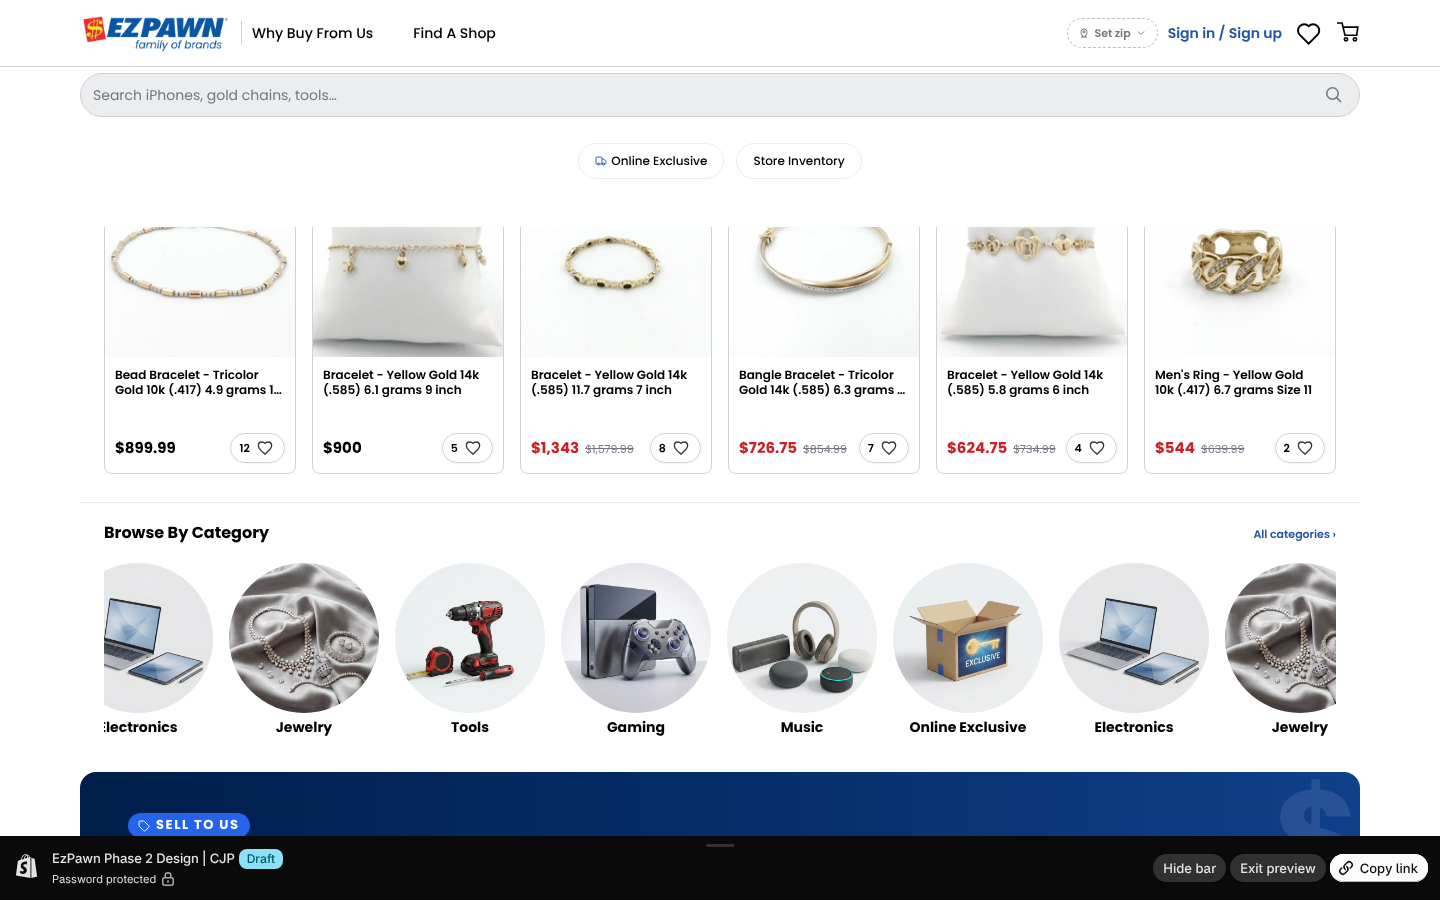 $EZPAWN
family of brands
Why Buy From Us
Find A Shop
Set zip
Sign in / Sign up
Search iPhones, gold chains, tools...
Online Exclusive
Store Inventory
Bead Bracelet - Tricolor
Gold 10k (.417) 4.9 grams 1...
$899.99
12
Bracelet - Yellow Gold 14k
(.585) 6.1 grams 9 inch
$900
5
Bracelet - Yellow Gold 14k
(.585) 11.7 grams 7 inch
$1,343 $1,579.99
8
Bangle Bracelet - Tricolor
Gold 14k (.585) 6.3 grams ...
$726.75 $854.99
7
Bracelet - Yellow Gold 14k
(.585) 5.8 grams 6 inch
$624.75 $734.99
4
Men's Ring - Yellow Gold
10k (.417) 6.7 grams Size 11
$544 $639.99
2
Browse By Category
All categories ›
EXCLUSIVE
Electronics
Jewelry
Tools
Gaming
Music
Online Exclusive
Electronics
Jewelry
$
SELL TO US
EzPawn Phase 2 Design | CJP
Draft
Password protected
Hide bar
Exit preview
Copy link